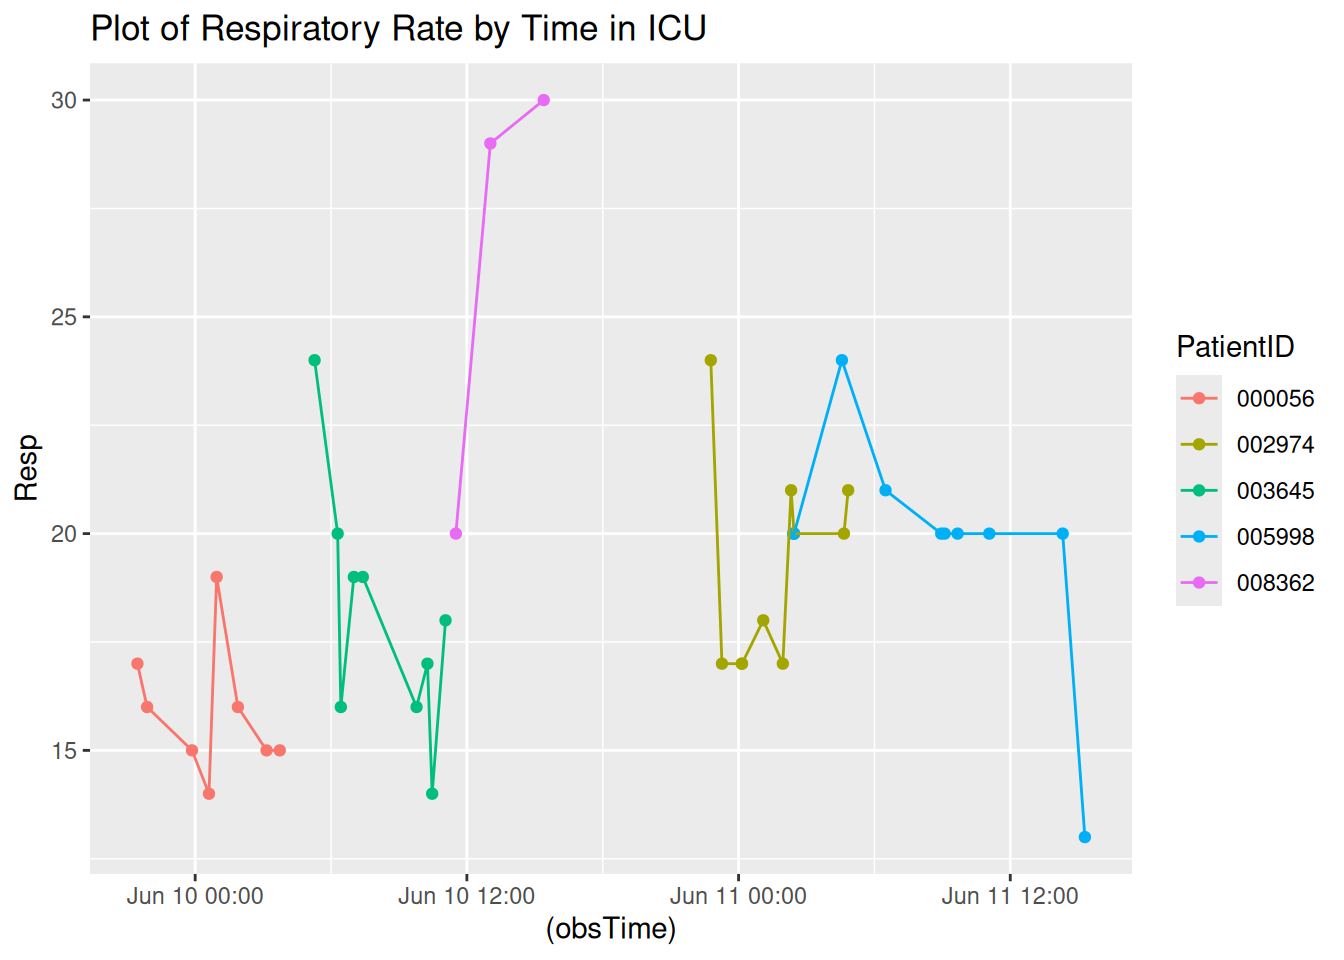 Plot of Respiratory Rate by Time in ICU
30
25
20
15
Resp
Jun 10 00:00 Jun 10 12:00 Jun 11 00:00 Jun 11 12:00
(obsTime)
PatientID
000056
002974
003645
005998
008362